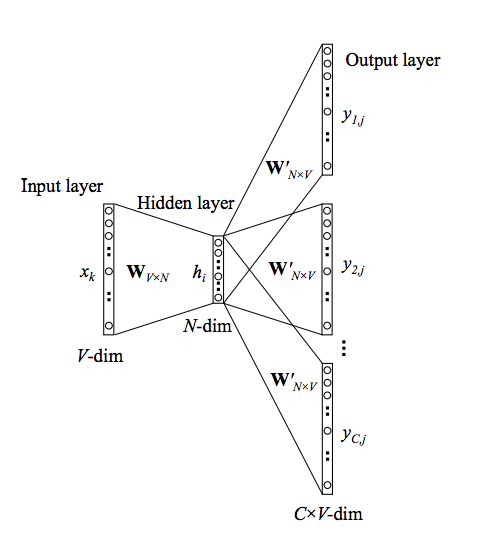 Output layer
y1,j
W'N×V
Input layer
Hidden layer
xk
WV×N
hi
W'N×V
y2,j
N-dim
V-dim
W'N×V
yC,j
C×V-dim